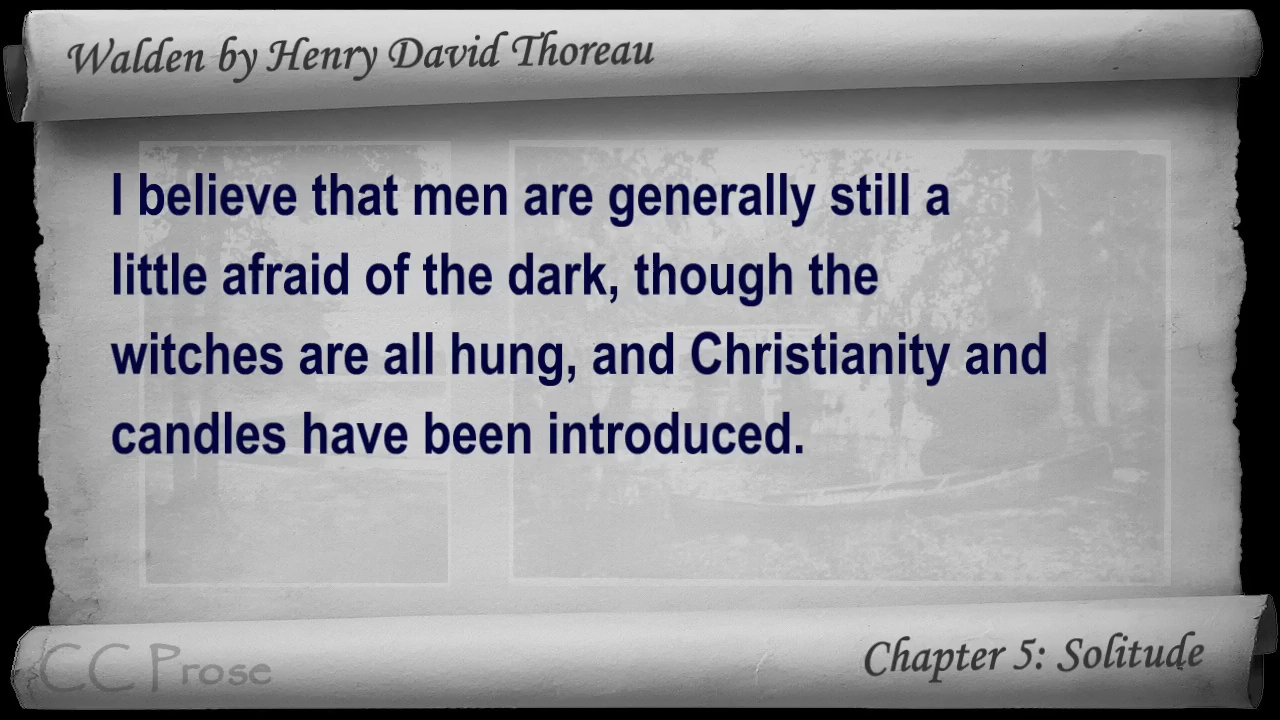 Walden by Henry David Thoreau
I believe that men are generally still a
little afraid of the dark, though the
witches are all hung, and Christianity and
candles have been introduced.
CC Prose
Chapter 5: Solitude